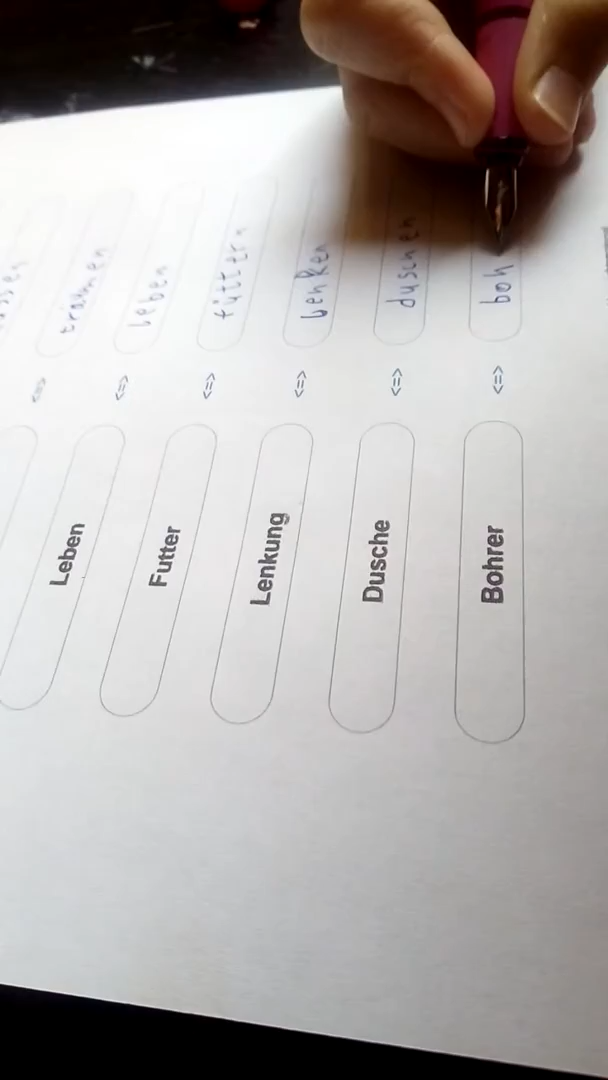 <=> träumen
Leben <=> leben
Futter <=> füttern
Lenkung <=> lenken
Dusche <=> duschen
Bohrer <=> boh